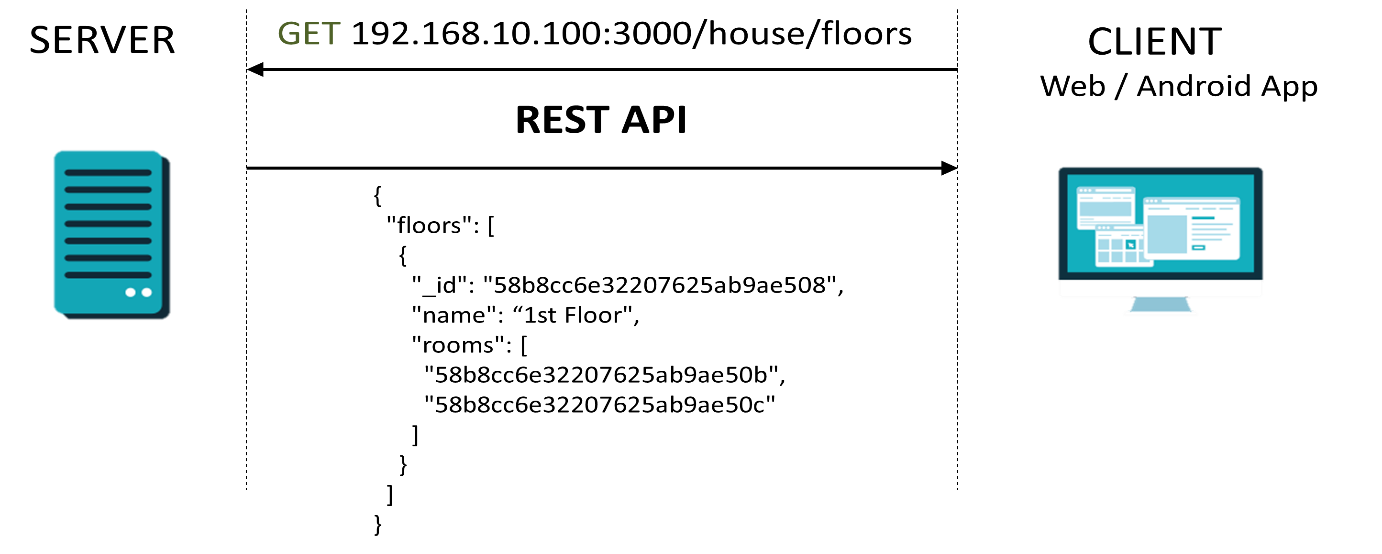 SERVER
GET 192.168.10.100:3000/house/floors
CLIENT
Web / Android App
REST API
{
"floors": [
{
"_id": "58b8cc6e32207625ab9ae508",
"name": “1st Floor",
"rooms": [
"58b8cc6e32207625ab9ae50b",
"58b8cc6e32207625ab9ae50c"
]
}
]
}